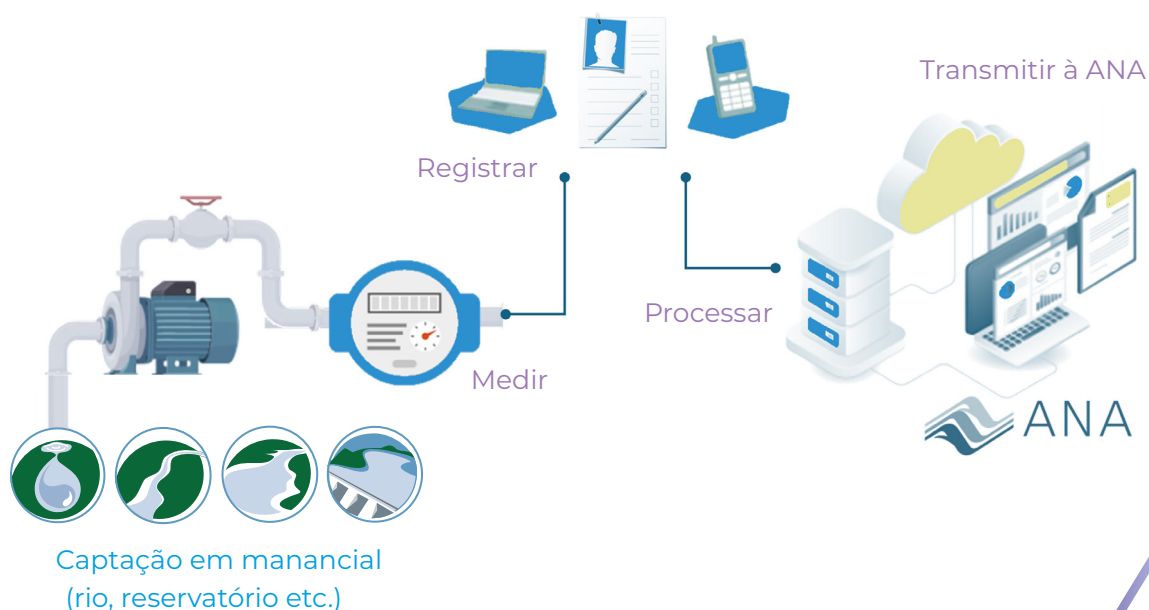 Transmitir à ANA
Registrar
Processar
Medir
ANA
Captação em manancial
(rio, reservatório etc.)